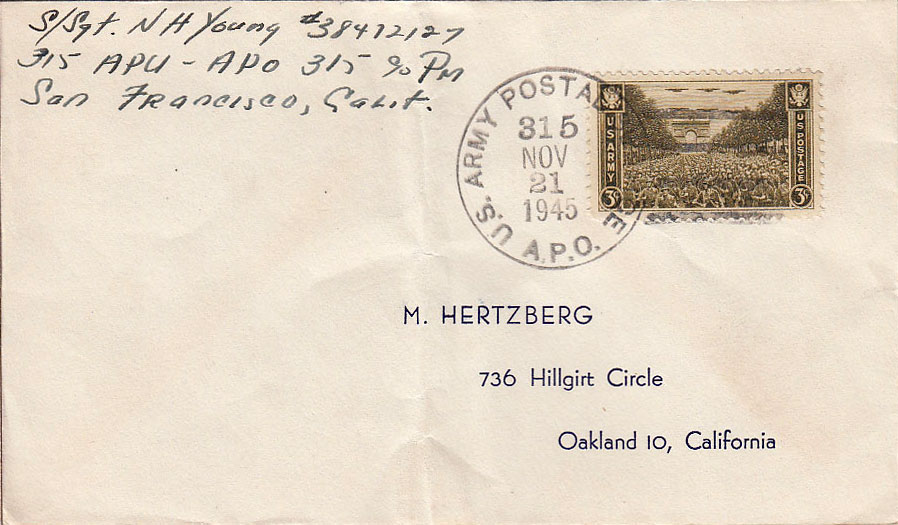 S/Sgt. N H Young #38472127
315 APU - APO 315 c/o PM
San Francisco, Calif.
U.S. ARMY POSTAL
315
NOV
21
1945
A.P.O.
US ARMY
US POSTAGE
3¢
3¢
M. HERTZBERG
736 Hillgirt Circle
Oakland 10, California